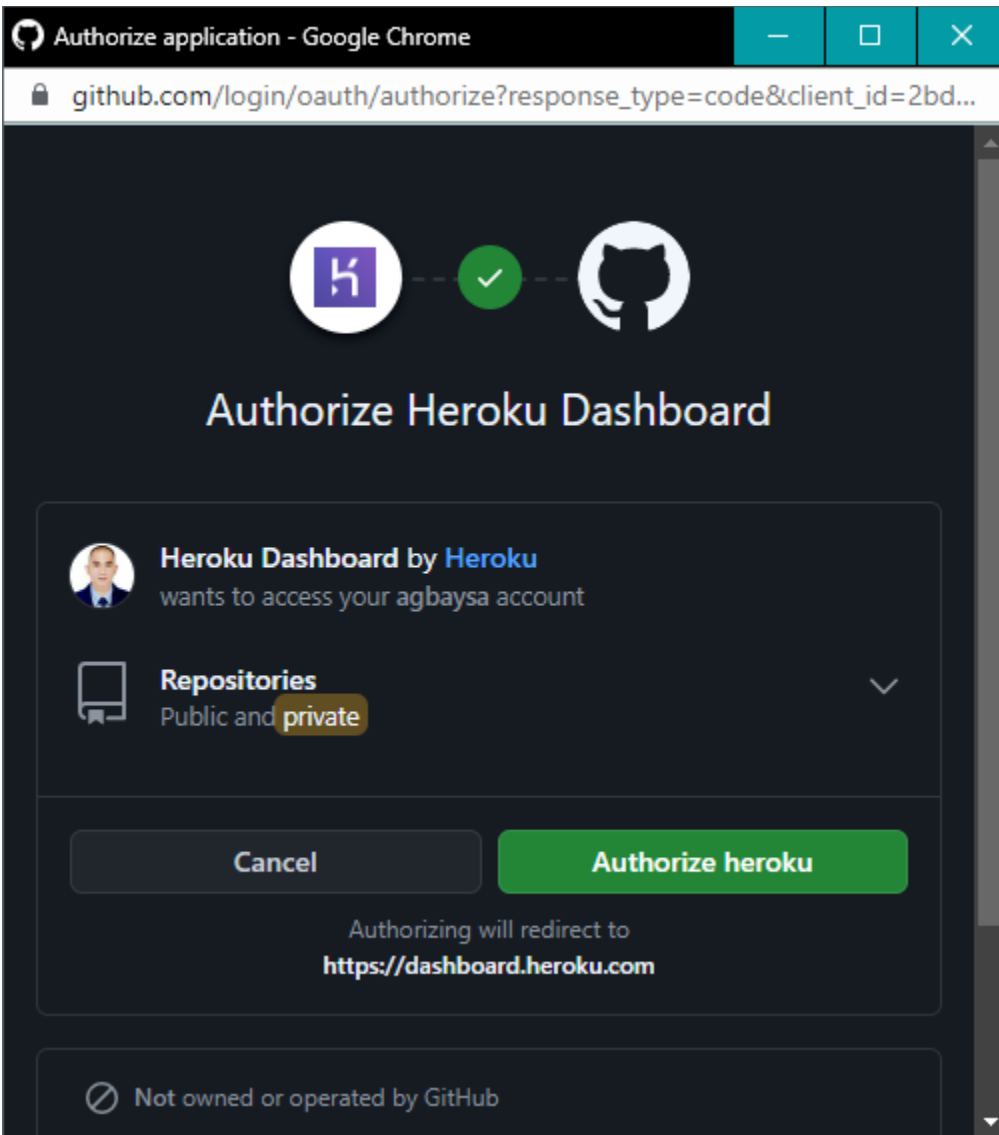 Authorize application - Google Chrome
github.com/login/oauth/authorize?response_type=code&client_id=2bd...
Authorize Heroku Dashboard
Heroku Dashboard by Heroku
wants to access your agbaysa account
Repositories
Public and private
Cancel
Authorize heroku
Authorizing will redirect to
https://dashboard.heroku.com
Not owned or operated by GitHub